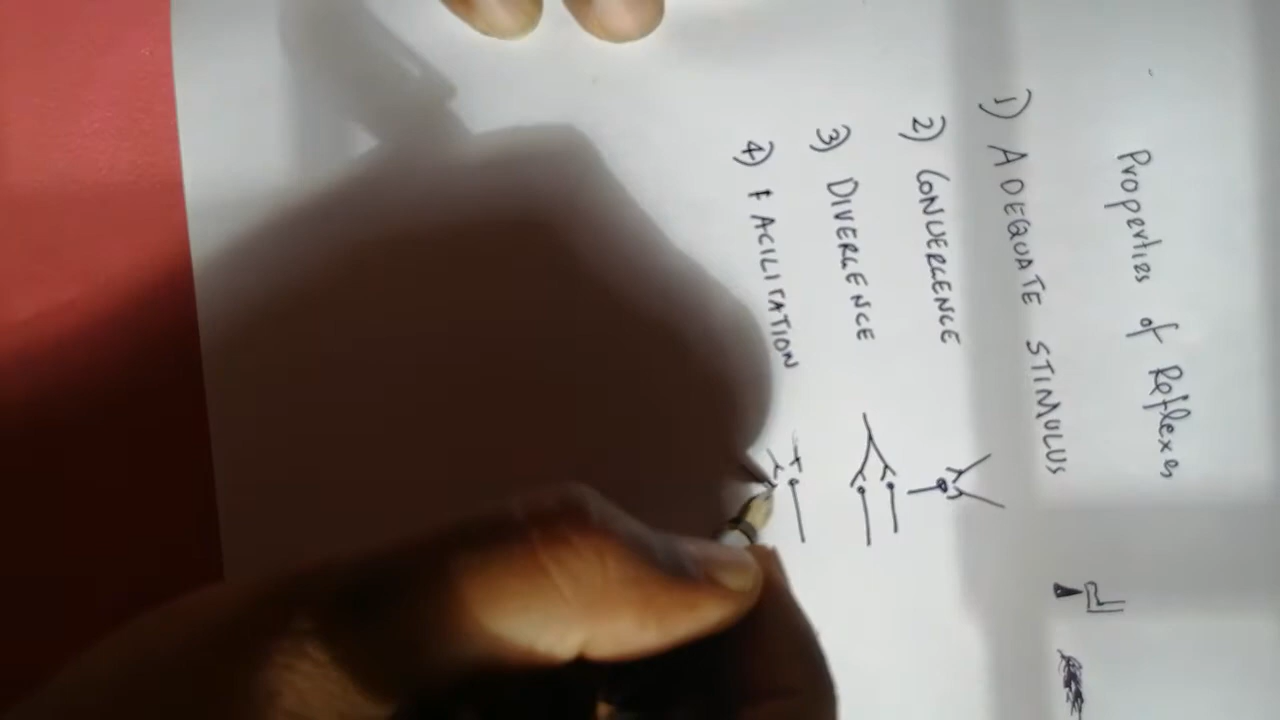 Properties of Reflexes
1) ADEQUATE STIMULUS
2) CONVERGENCE
3) DIVERGENCE
4) FACILITATION